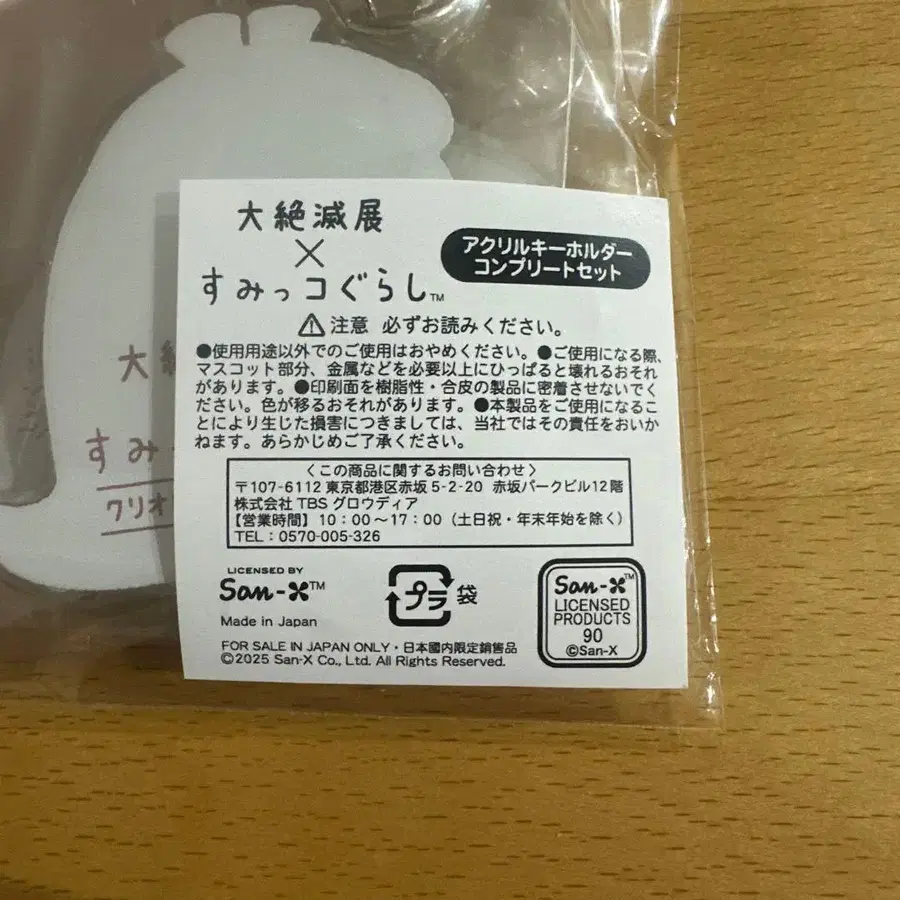 大絶滅展
×
すみっコぐらし™
アクリルキーホルダー
コンプリートセット
⚠注意 必ずお読みください。
●使用用途以外でのご使用はおやめください。●ご使用になる際、
マスコット部分、金属などを必要以上にひっぱると壊れるおそれ
があります。●印刷面を樹脂性・合皮の製品に密着させないでく
ださい。色が移るおそれがあります。●本製品をご使用になるこ
とにより生じた損害につきましては、当社ではその責任をおいか
ねます。あらかじめご了承ください。
〈この商品に関するお問い合わせ〉
〒107-6112 東京都港区赤坂5-2-20 赤坂パークビル12階
株式会社 TBS グロウディア
【営業時間】10:00～17:00(土日祝・年末年始を除く)
TEL:0570-005-326
LICENSED BY
San-X™
Made in Japan
プラ 袋
San-X™
LICENSED
PRODUCTS
90
©San-X
FOR SALE IN JAPAN ONLY・日本國内限定銷售品
©2025 San-X Co., Ltd. All Rights Reserved.
大絶
すみ
クリオ